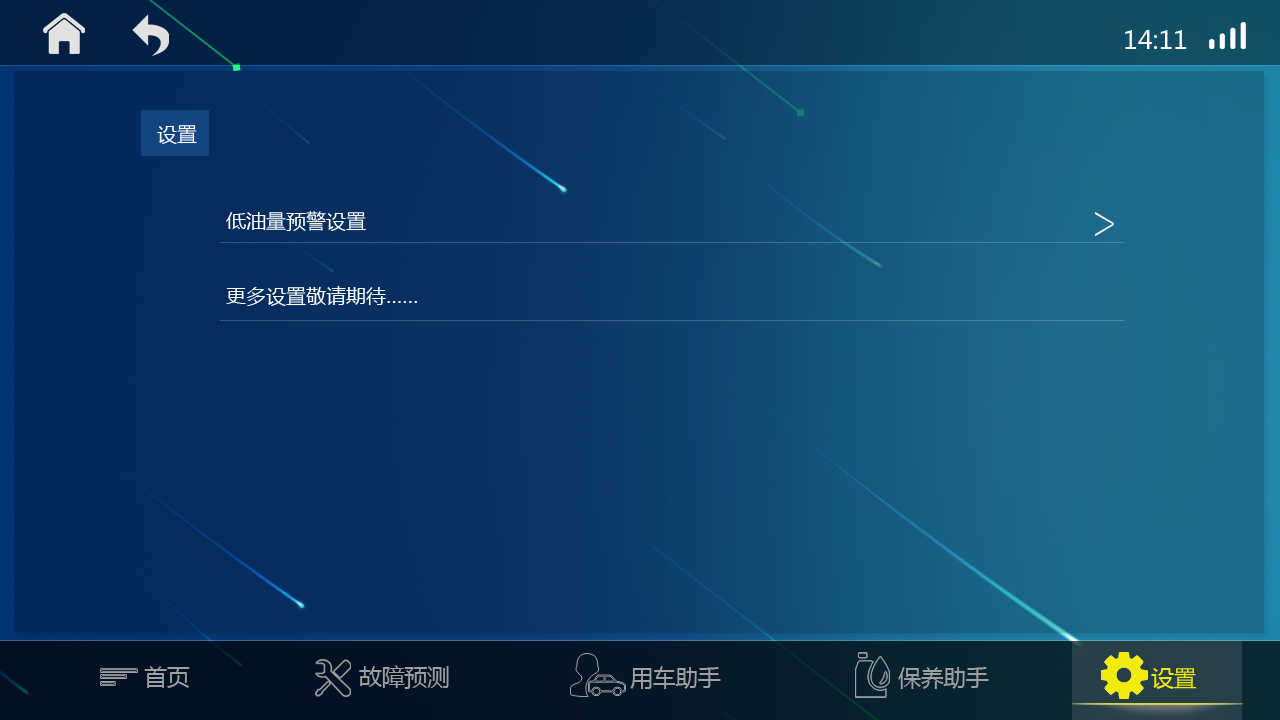 14:11
设置
低油量预警设置
更多设置敬请期待......
首页 故障预测 用车助手 保养助手 设置